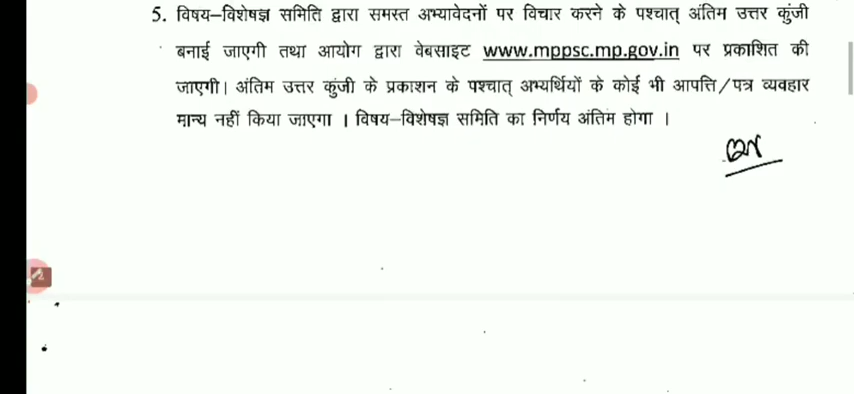 5. विषय–विशेषज्ञ समिति द्वारा समस्त अभ्यावेदनों पर विचार करने के पश्चात् अंतिम उत्तर कुंजी
बनाई जाएगी तथा आयोग द्वारा वेबसाइट www.mppsc.mp.gov.in पर प्रकाशित की
जाएगी। अंतिम उत्तर कुंजी के प्रकाशन के पश्चात् अभ्यर्थियों के कोई भी आपत्ति/पत्र व्यवहार
मान्य नहीं किया जाएगा । विषय–विशेषज्ञ समिति का निर्णय अंतिम होगा ।